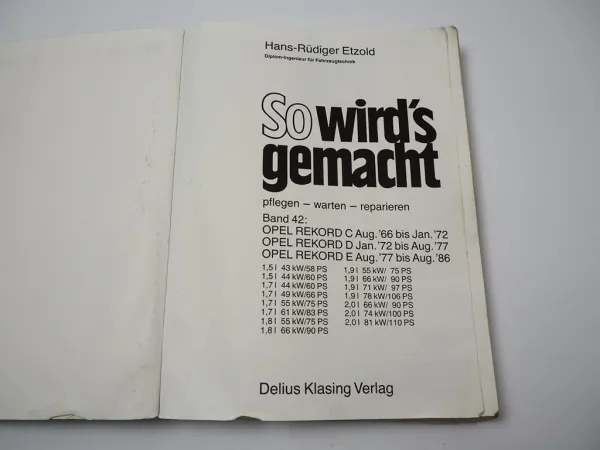 Hans-Rüdiger Etzold
Diplom-Ingenieur für Fahrzeugtechnik
So wird's
gemacht
pflegen – warten – reparieren
Band 42:
OPEL REKORD C Aug. '66 bis Jan. '72
OPEL REKORD D Jan. '72 bis Aug. '77
OPEL REKORD E Aug. '77 bis Aug. '86
1,5 l 43 kW/58 PS
1,5 l 44 kW/60 PS
1,7 l 44 kW/60 PS
1,7 l 49 kW/66 PS
1,7 l 55 kW/75 PS
1,7 l 61 kW/83 PS
1,8 l 55 kW/75 PS
1,8 l 66 kW/90 PS
1,9 l 55 kW/ 75 PS
1,9 l 66 kW/ 90 PS
1,9 l 71 kW/ 97 PS
1,9 l 78 kW/106 PS
2,0 l 66 kW/ 90 PS
2,0 l 74 kW/100 PS
2,0 l 81 kW/110 PS
Delius Klasing Verlag